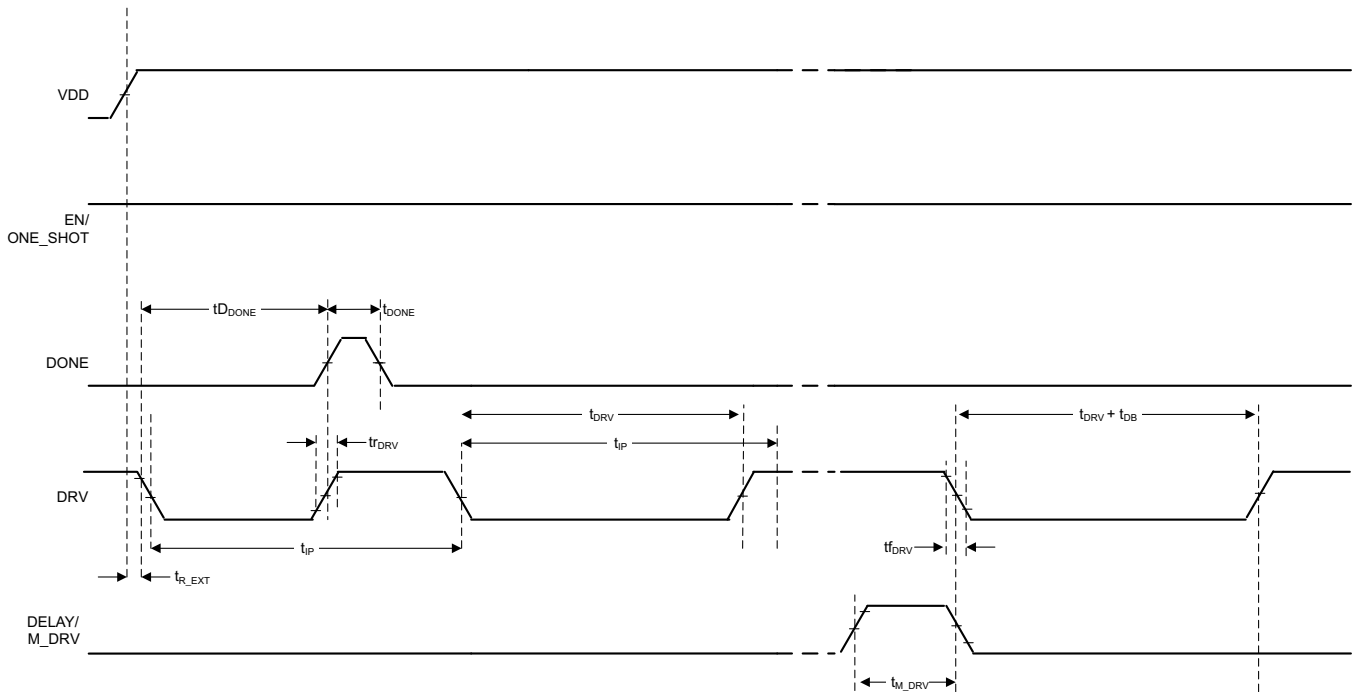 VDD
EN/
ONE_SHOT
tD_DONE
t_DONE
DONE
t_DRV
t_DRV + t_DB
tr_DRV
t_IP
DRV
t_IP
tf_DRV
t_R_EXT
DELAY/
M_DRV
t_M_DRV